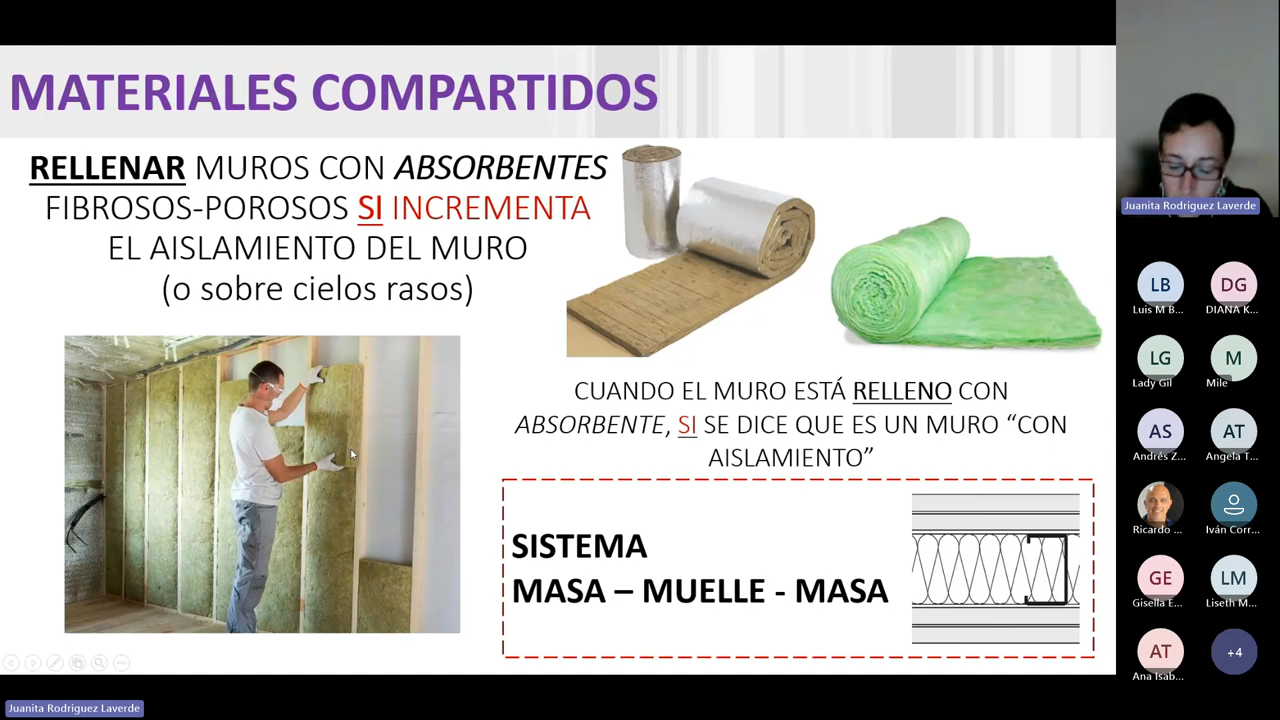 MATERIALES COMPARTIDOS
RELLENAR MUROS CON ABSORBENTES
FIBROSOS-POROSOS SI INCREMENTA
EL AISLAMIENTO DEL MURO
(o sobre cielos rasos)
CUANDO EL MURO ESTÁ RELLENO CON
ABSORBENTE, SI SE DICE QUE ES UN MURO “CON
AISLAMIENTO”
SISTEMA
MASA – MUELLE - MASA
Juanita Rodriguez Laverde
LB
DG
Luis M B...
DIANA K...
LG
M
Lady Gil
Mile
AS
AT
Andrés Z...
Angela T...
Ricardo ...
Iván Corr...
GE
LM
Gisella E...
Liseth M...
AT
+4
Ana Isab...
Juanita Rodriguez Laverde